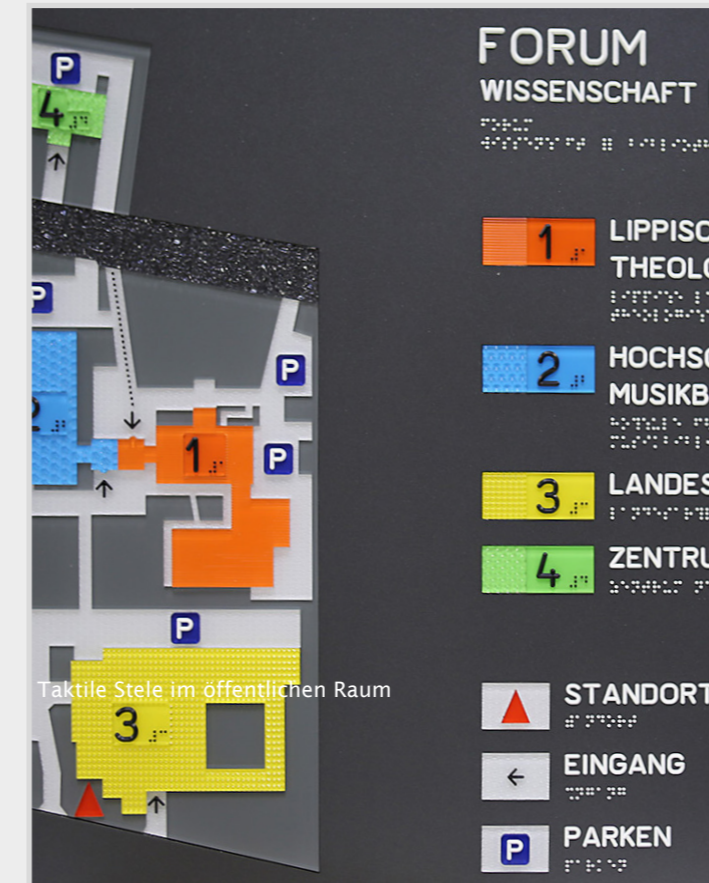 FORUM
WISSENSCHAFT
P
4
P
P
2
1
P
P
3
1
LIPPISC
THEOLO
2
HOCHSC
MUSIKB
3
LANDES
4
ZENTRU
Taktile Stele im öffentlichen Raum
STANDORT
EINGANG
P
PARKEN